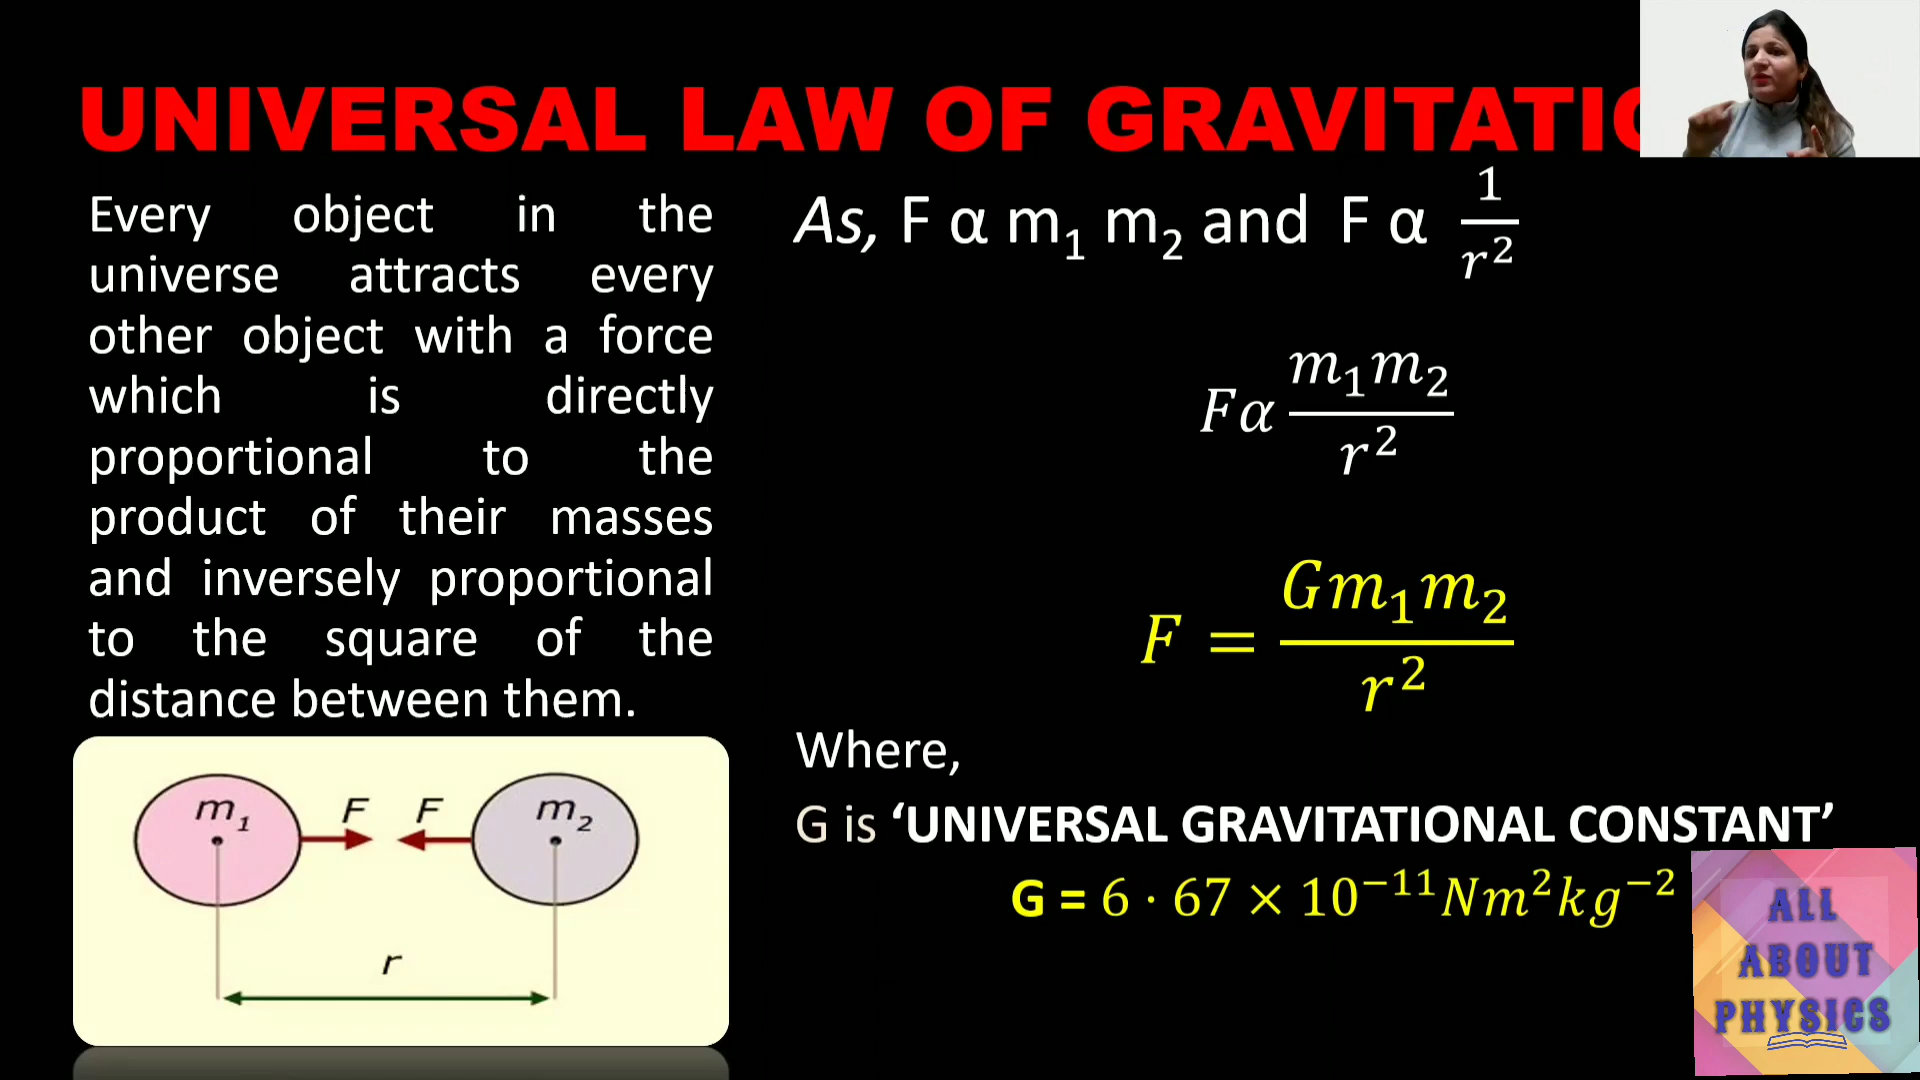 UNIVERSAL LAW OF GRAVITATIO
Every object in the
universe attracts every
other object with a force
which is directly
proportional to the
product of their masses
and inversely proportional
to the square of the
distance between them.
m₁ F F m₂
r
As, F α m₁ m₂ and F α 1/r²
Fα m₁m₂/r²
F = Gm₁m₂/r²
Where,
G is ‘UNIVERSAL GRAVITATIONAL CONSTANT’
G = 6 · 67 × 10⁻¹¹Nm²kg⁻²
ALL
ABOUT
PHYSICS